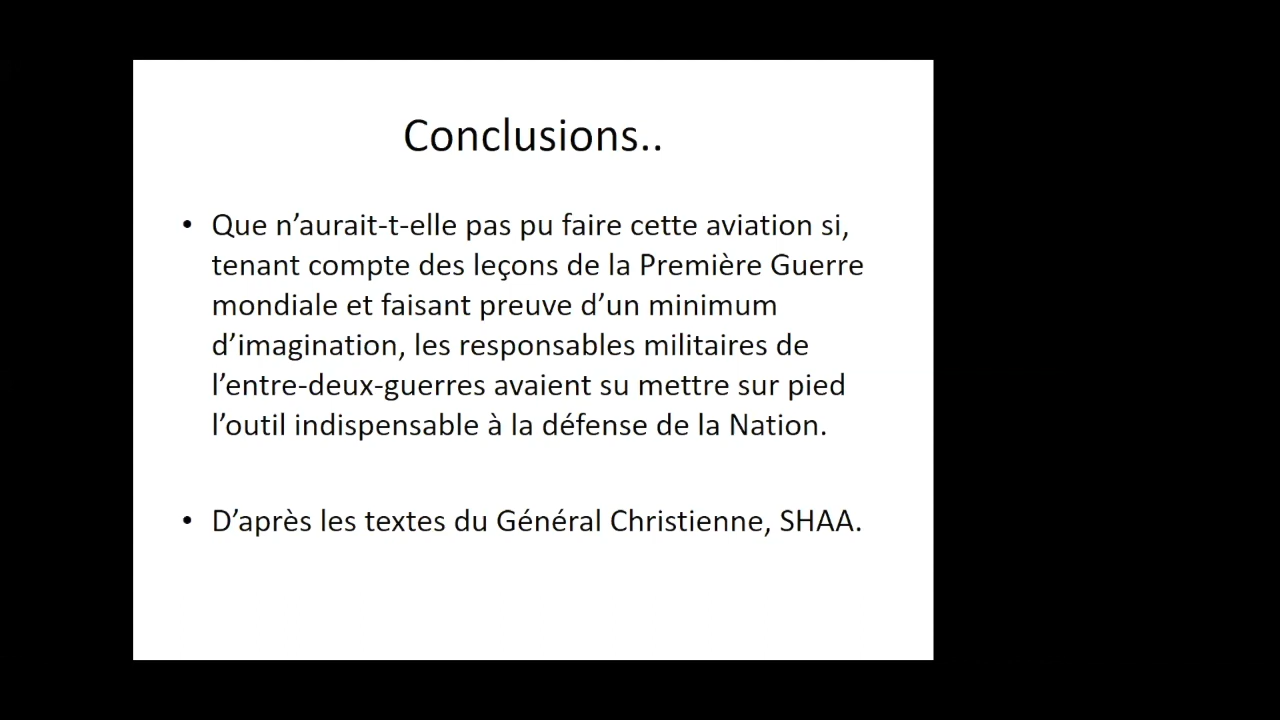 Conclusions..
• Que n’aurait-t-elle pas pu faire cette aviation si,
tenant compte des leçons de la Première Guerre
mondiale et faisant preuve d’un minimum
d’imagination, les responsables militaires de
l’entre-deux-guerres avaient su mettre sur pied
l’outil indispensable à la défense de la Nation.
• D’après les textes du Général Christienne, SHAA.